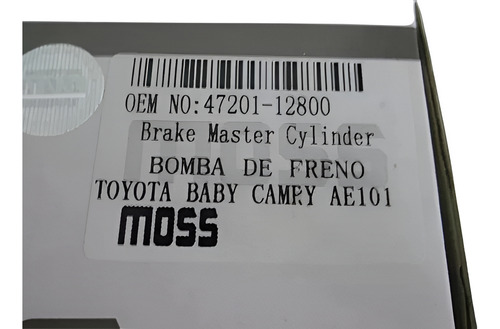 OEM NO:47201-12800
Brake Master Cylinder
BOMBA DE FRENO
TOYOTA BABY CAMRY AE101
moss